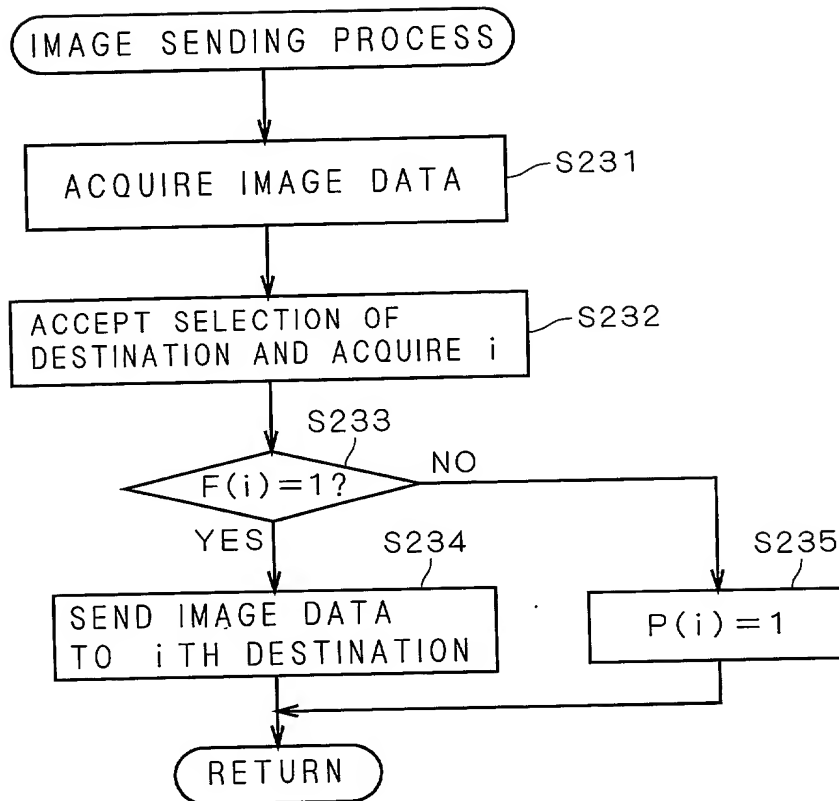 IMAGE SENDING PROCESS
ACQUIRE IMAGE DATA
S231
ACCEPT SELECTION OF
DESTINATION AND ACQUIRE i
S232
S233
F(i)=1?
NO
YES
S234
SEND IMAGE DATA
TO iTH DESTINATION
S235
P(i)=1
RETURN